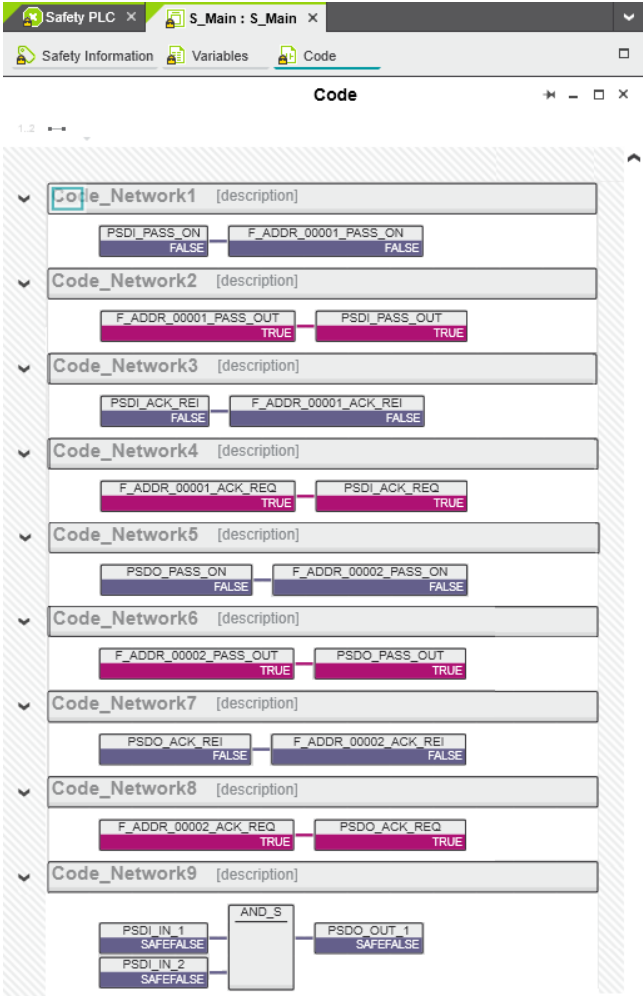 Safety PLC × S_Main : S_Main ×
Safety Information Variables Code
Code
1..2
Code_Network1 [description]
PSDI_PASS_ON F_ADDR_00001_PASS_ON
FALSE FALSE
Code_Network2 [description]
F_ADDR_00001_PASS_OUT PSDI_PASS_OUT
TRUE TRUE
Code_Network3 [description]
PSDI_ACK_REI F_ADDR_00001_ACK_REI
FALSE FALSE
Code_Network4 [description]
F_ADDR_00001_ACK_REQ PSDI_ACK_REQ
TRUE TRUE
Code_Network5 [description]
PSDO_PASS_ON F_ADDR_00002_PASS_ON
FALSE FALSE
Code_Network6 [description]
F_ADDR_00002_PASS_OUT PSDO_PASS_OUT
TRUE TRUE
Code_Network7 [description]
PSDO_ACK_REI F_ADDR_00002_ACK_REI
FALSE FALSE
Code_Network8 [description]
F_ADDR_00002_ACK_REQ PSDO_ACK_REQ
TRUE TRUE
Code_Network9 [description]
AND_S
PSDI_IN_1 PSDO_OUT_1
SAFEFALSE SAFEFALSE
PSDI_IN_2
SAFEFALSE